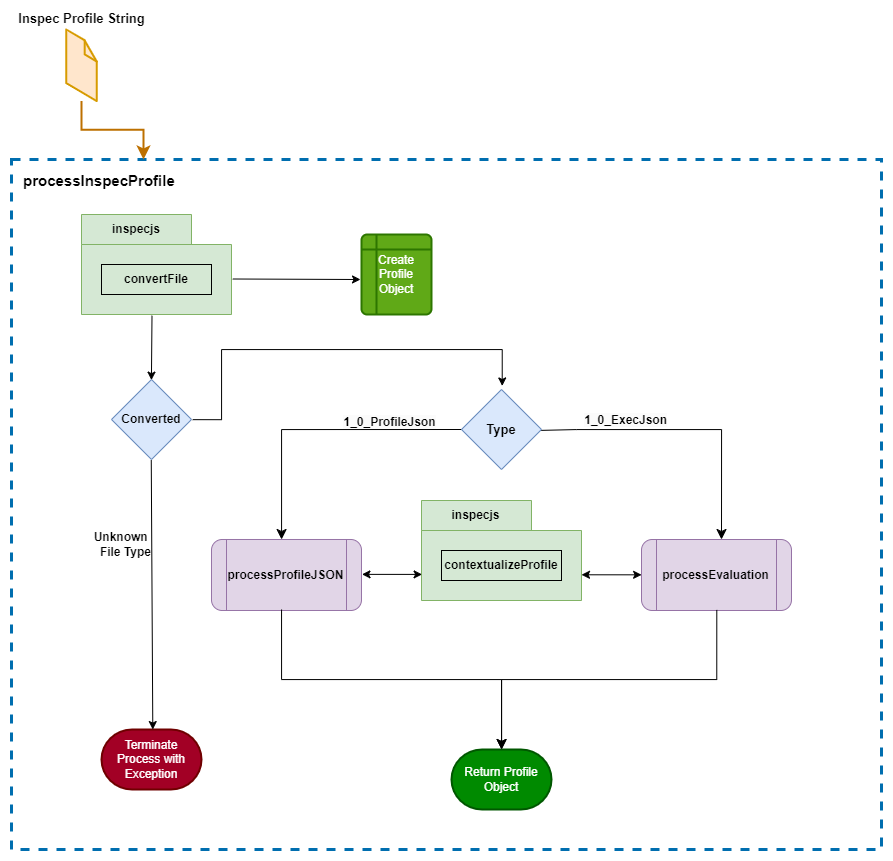 Inspec Profile String
processInspecProfile
inspecjs
convertFile
Create
Profile
Object
Converted
1_0_ProfileJson
Type
1_0_ExecJson
Unknown
File Type
inspecjs
processProfileJSON
contextualizeProfile
processEvaluation
Terminate
Process with
Exception
Return Profile
Object